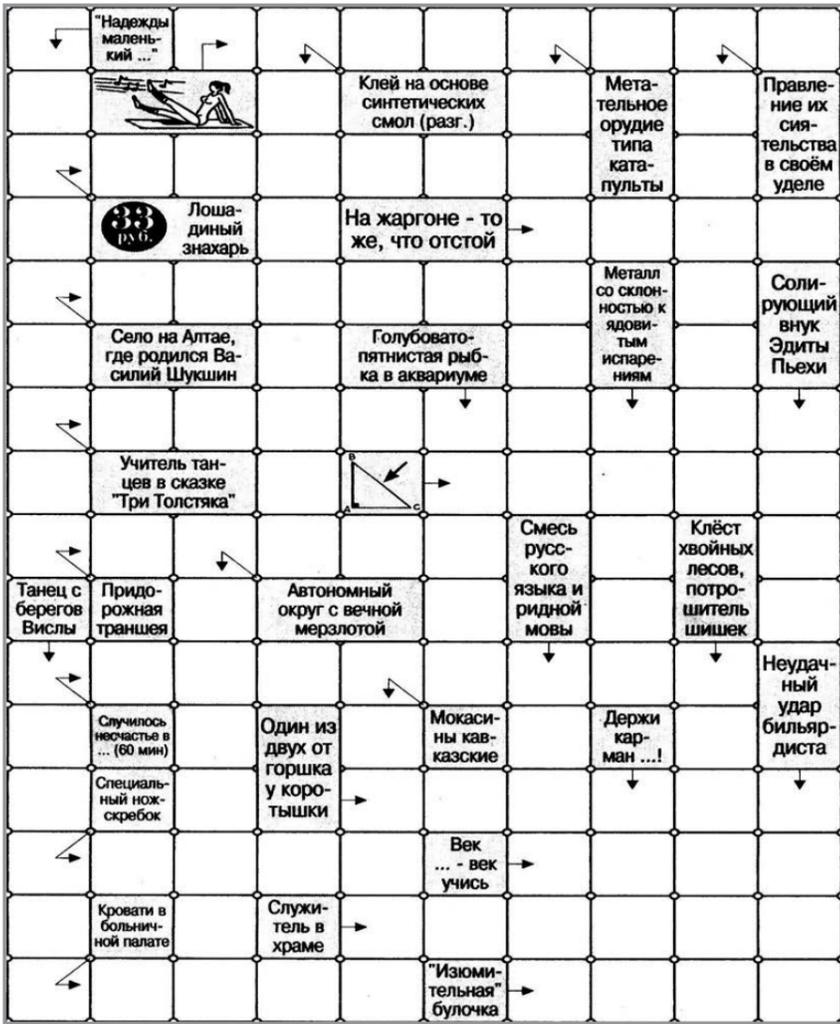 "Надежды
малень-
кий ..."
Клей на основе
синтетических
смол (разг.)
Мета-
тельное
орудие
типа
ката-
пульты
Правле-
ние их
сия-
тельства
в своём
уделе
33
РУБ.
Лоша-
диный
знахарь
На жаргоне - то
же, что отстой
Металл
со склон-
ностью к
ядови-
тым
испаре-
ниям
Соли-
рующий
внук
Эдиты
Пьехи
Село на Алтае,
где родился Ва-
силий Шукшин
Голубовато-
пятнистая рыб-
ка в аквариуме
Учитель тан-
цев в сказке
"Три Толстяка"
B
A
C
Смесь
русс-
кого
языка и
ридной
мовы
Клёст
хвойных
лесов,
потро-
шитель
шишек
Танец с
берегов
Вислы
Придо-
рожная
траншея
Автономный
округ с вечной
мерзлотой
Неудач-
ный
удар
бильяр-
диста
Случилось
несчастье в
... (60 мин)
Один из
двух от
горшка
у коро-
тышки
Мокаси-
ны кав-
казские
Держи
кар-
ман ...!
Специаль-
ный нож-
скребок
Век
... - век
учись
Кровати в
больнич-
ной палате
Служи-
тель в
храме
"Изюми-
тельная"
булочка